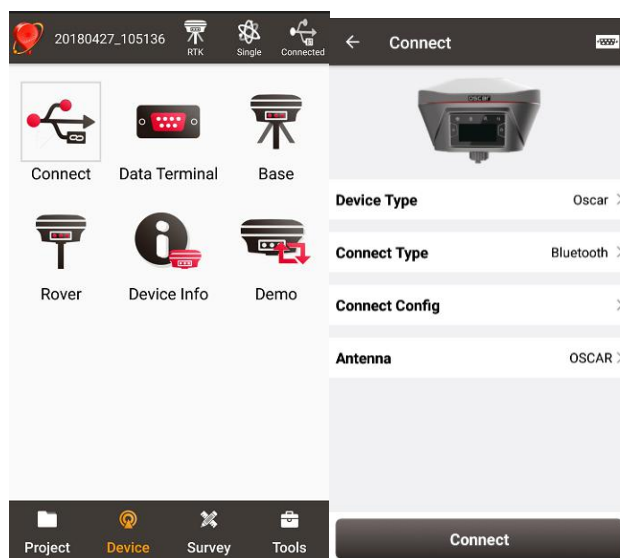 20180427_105136
RTK
Single
Connected
Connect
Data Terminal
Base
Rover
Device Info
Demo
Project
Device
Survey
Tools
Connect
OSCAR
Device Type
Oscar
Connect Type
Bluetooth
Connect Config
Antenna
OSCAR
Connect